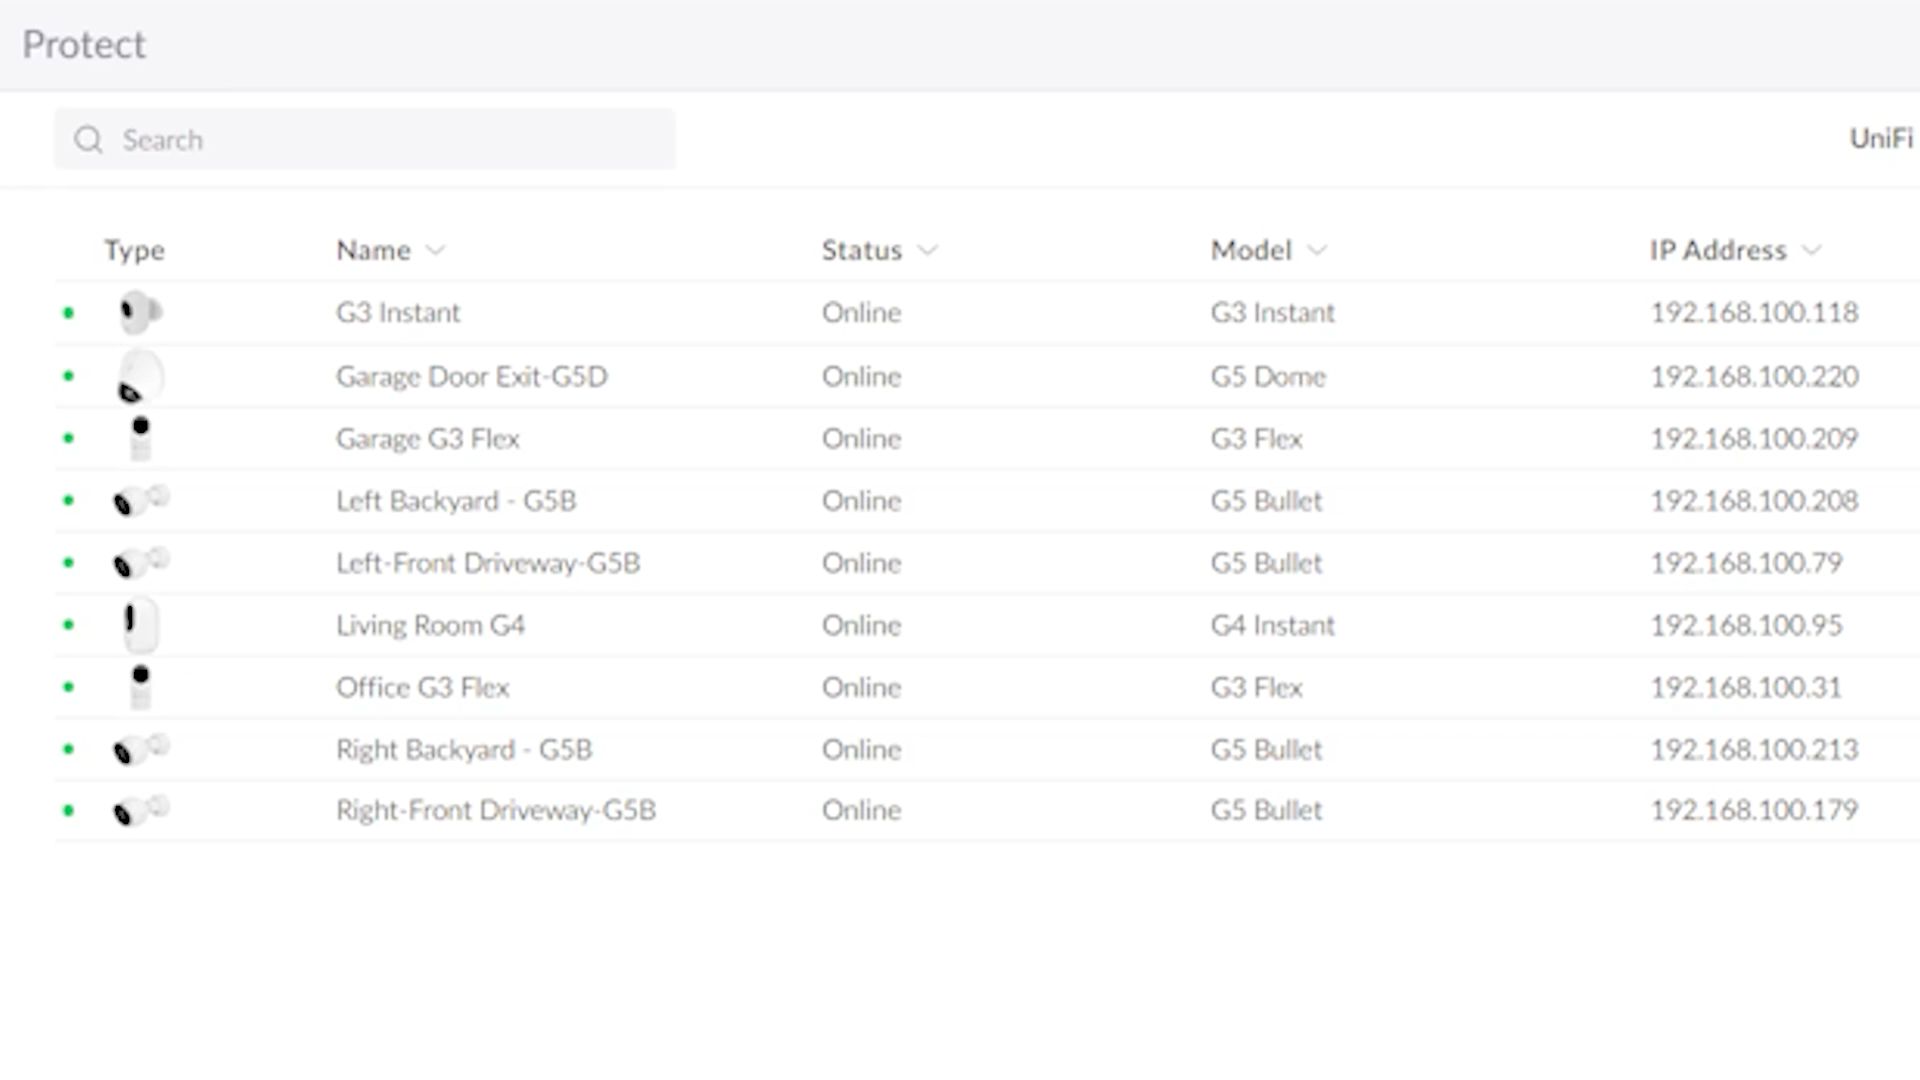 Protect
Search
UniFi
Type Name Status Model IP Address
G3 Instant Online G3 Instant 192.168.100.118
Garage Door Exit-G5D Online G5 Dome 192.168.100.220
Garage G3 Flex Online G3 Flex 192.168.100.209
Left Backyard - G5B Online G5 Bullet 192.168.100.208
Left-Front Driveway-G5B Online G5 Bullet 192.168.100.79
Living Room G4 Online G4 Instant 192.168.100.95
Office G3 Flex Online G3 Flex 192.168.100.31
Right Backyard - G5B Online G5 Bullet 192.168.100.213
Right-Front Driveway-G5B Online G5 Bullet 192.168.100.179